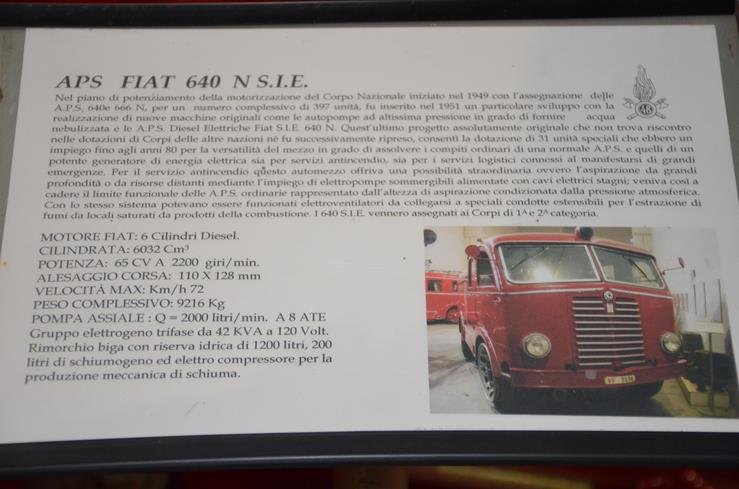 APS FIAT 640 N S.I.E.
Nel piano di potenziamento della motorizzazione del Corpo Nazionale iniziato nel 1949 con l'assegnazione delle
A.P.S, 640e 666 N, per un numero complessivo di 397 unità, fu inserito nel 1951 un particolare sviluppo con la
realizzazione di nuove macchine originali come le autopompe ad altissima pressione in grado di fornire acqua
nebulizzata e le A.P.S. Diesel Elettriche Fiat S.I.E. 640 N. Quest'ultimo progetto assolutamente originale che non trova riscontro
nelle dotazioni di Corpi delle altre nazioni né fu successivamente ripreso, consentì la dotazione di 31 unità speciali che ebbero un
impiego fino agli anni 80 per la versatilità del mezzo in grado di assolvere i compiti ordinari di una normale A.P.S. e quelli di un
potente generatore di energia elettrica sia per servizi antincendio, sia per i servizi logistici connessi al manifestarsi di grandi
emergenze. Per il servizio antincendio questo automezzo offriva una possibilità straordinaria ovvero l'aspirazione da grandi
profondità o da risorse distanti mediante l'impiego di elettropompe sommergibili alimentate con cavi elettrici stagni; veniva così a
cadere il limite funzionale delle A.P.S. ordinarie rappresentato dall'altezza di aspirazione condizionata dalla pressione atmosferica.
Con lo stesso sistema potevano essere funzionati elettroventilatori da collegarsi a speciali condotte estensibili per l'estrazione di
fumi da locali saturati da prodotti della combustione. I 640 S.I.E. vennero assegnati ai Corpi di 1^ e 2^ categoria.
MOTORE FIAT: 6 Cilindri Diesel.
CILINDRATA: 6032 Cm³
POTENZA: 65 CV A 2200 giri/min.
ALESAGGIO CORSA: 110 X 128 mm
VELOCITÀ MAX: Km/h 72
PESO COMPLESSIVO: 9216 Kg
POMPA ASSIALE : Q = 2000 litri/min. A 8 ATE
Gruppo elettrogeno trifase da 42 KVA a 120 Volt.
Rimorchio biga con riserva idrica di 1200 litri, 200
litri di schiumogeno ed elettro compressore per la
produzione meccanica di schiuma.